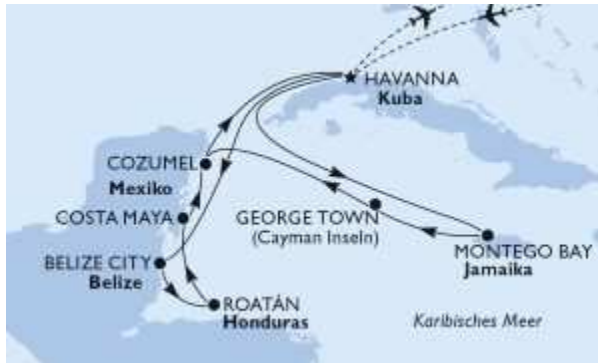 HAVANNA
Kuba
COZUMEL
Mexiko
COSTA MAYA
GEORGE TOWN
(Cayman Inseln)
MONTEGO BAY
Jamaika
BELIZE CITY
Belize
ROATÁN
Honduras
Karibisches Meer